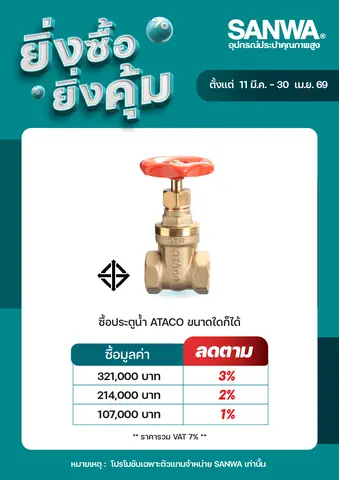 ยิ่งซื้อ
ยิ่งคุ้ม
SANWA®
อุปกรณ์ประปาคุณภาพสูง
ตั้งแต่ 11 มี.ค. - 30 เม.ย. 69
ATACO
ซื้อประตูน้ำ ATACO ขนาดใดก็ได้
ซื้อมูลค่า ลดตาม
321,000 บาท 3%
214,000 บาท 2%
107,000 บาท 1%
** ราคารวม VAT 7% **
หมายเหตุ : โปรโมชันเฉพาะตัวแทนจำหน่าย SANWA เท่านั้น